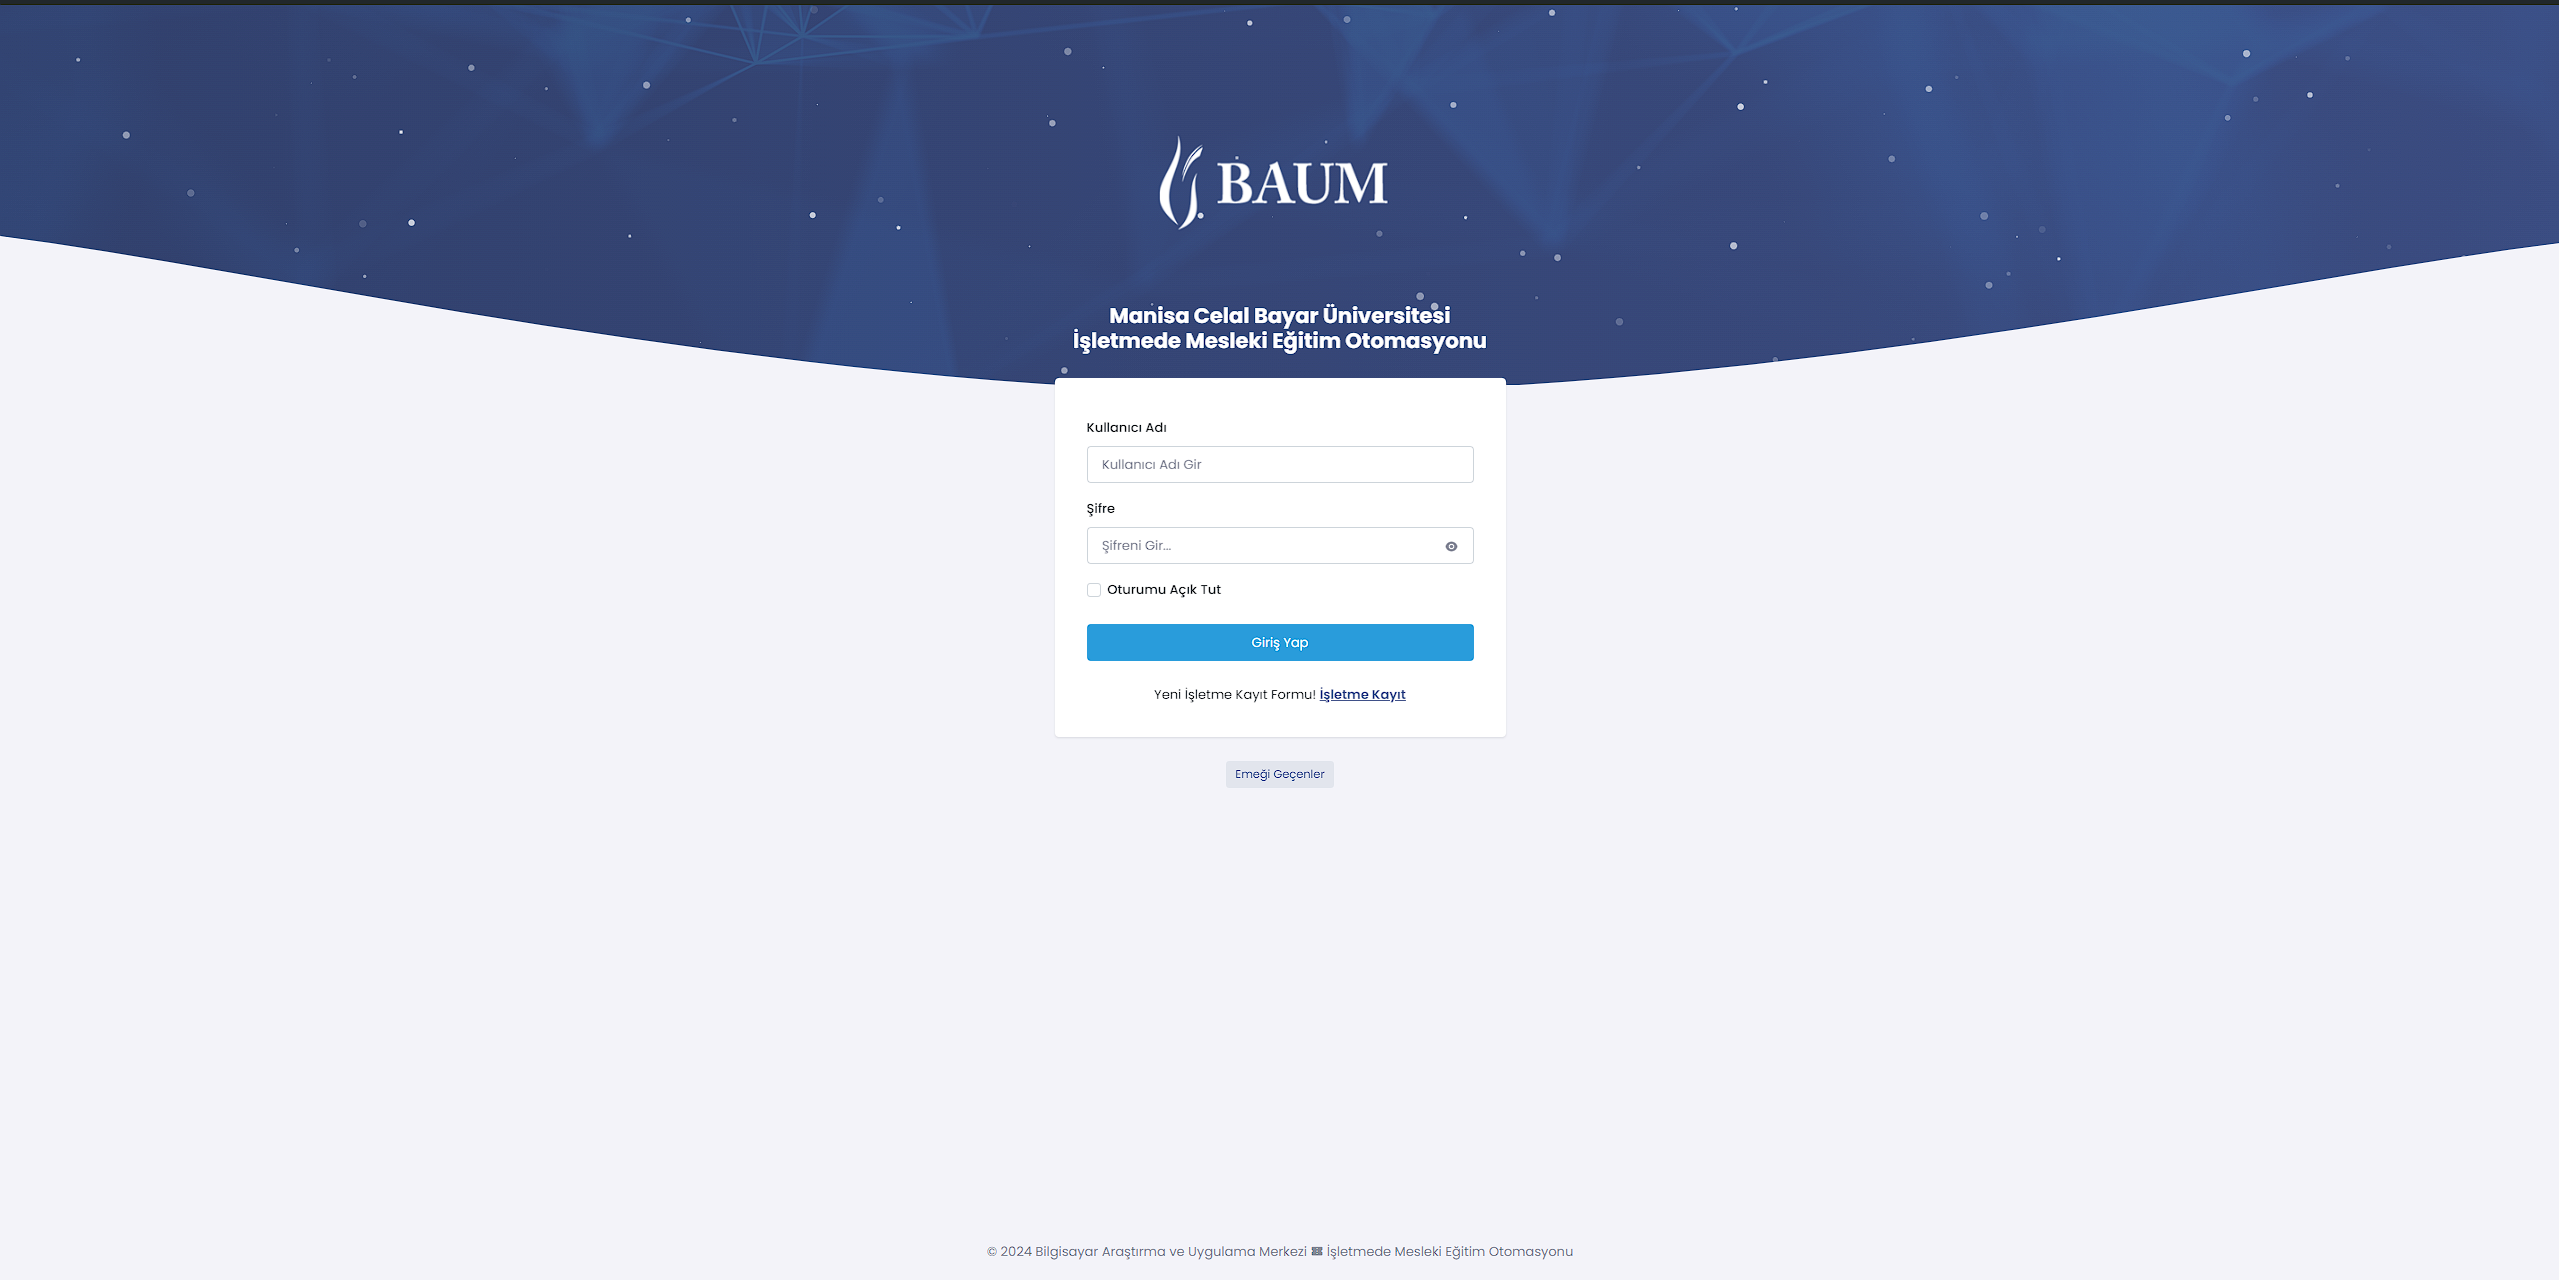 BAUM
Manisa Celal Bayar Üniversitesi
İşletmede Mesleki Eğitim Otomasyonu
Kullanıcı Adı
Kullanıcı Adı Gir
Şifre
Şifreni Gir...
Oturumu Açık Tut
Giriş Yap
Yeni İşletme Kayıt Formu! İşletme Kayıt
Emeği Geçenler
© 2024 Bilgisayar Araştırma ve Uygulama Merkezi İşletmede Mesleki Eğitim Otomasyonu